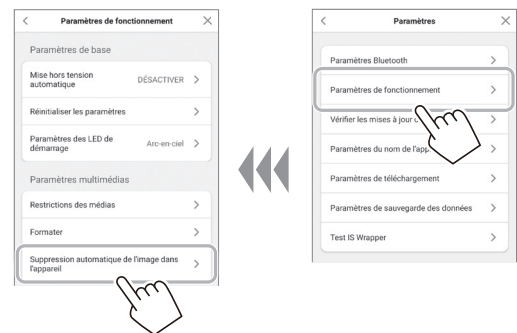 Paramètres de fonctionnement
Paramètres de base
Mise hors tension
automatique
DÉSACTIVER
Réinitialiser les paramètres
Paramètres des LED de
démarrage
Arc-en-ciel
Paramètres multimédias
Restrictions des médias
Formater
Suppression automatique de l'image dans
l'appareil
Paramètres
Paramètres Bluetooth
Paramètres de fonctionnement
Vérifier les mises à jour
Paramètres du nom de l'app
Paramètres de téléchargement
Paramètres de sauvegarde des données
Test IS Wrapper